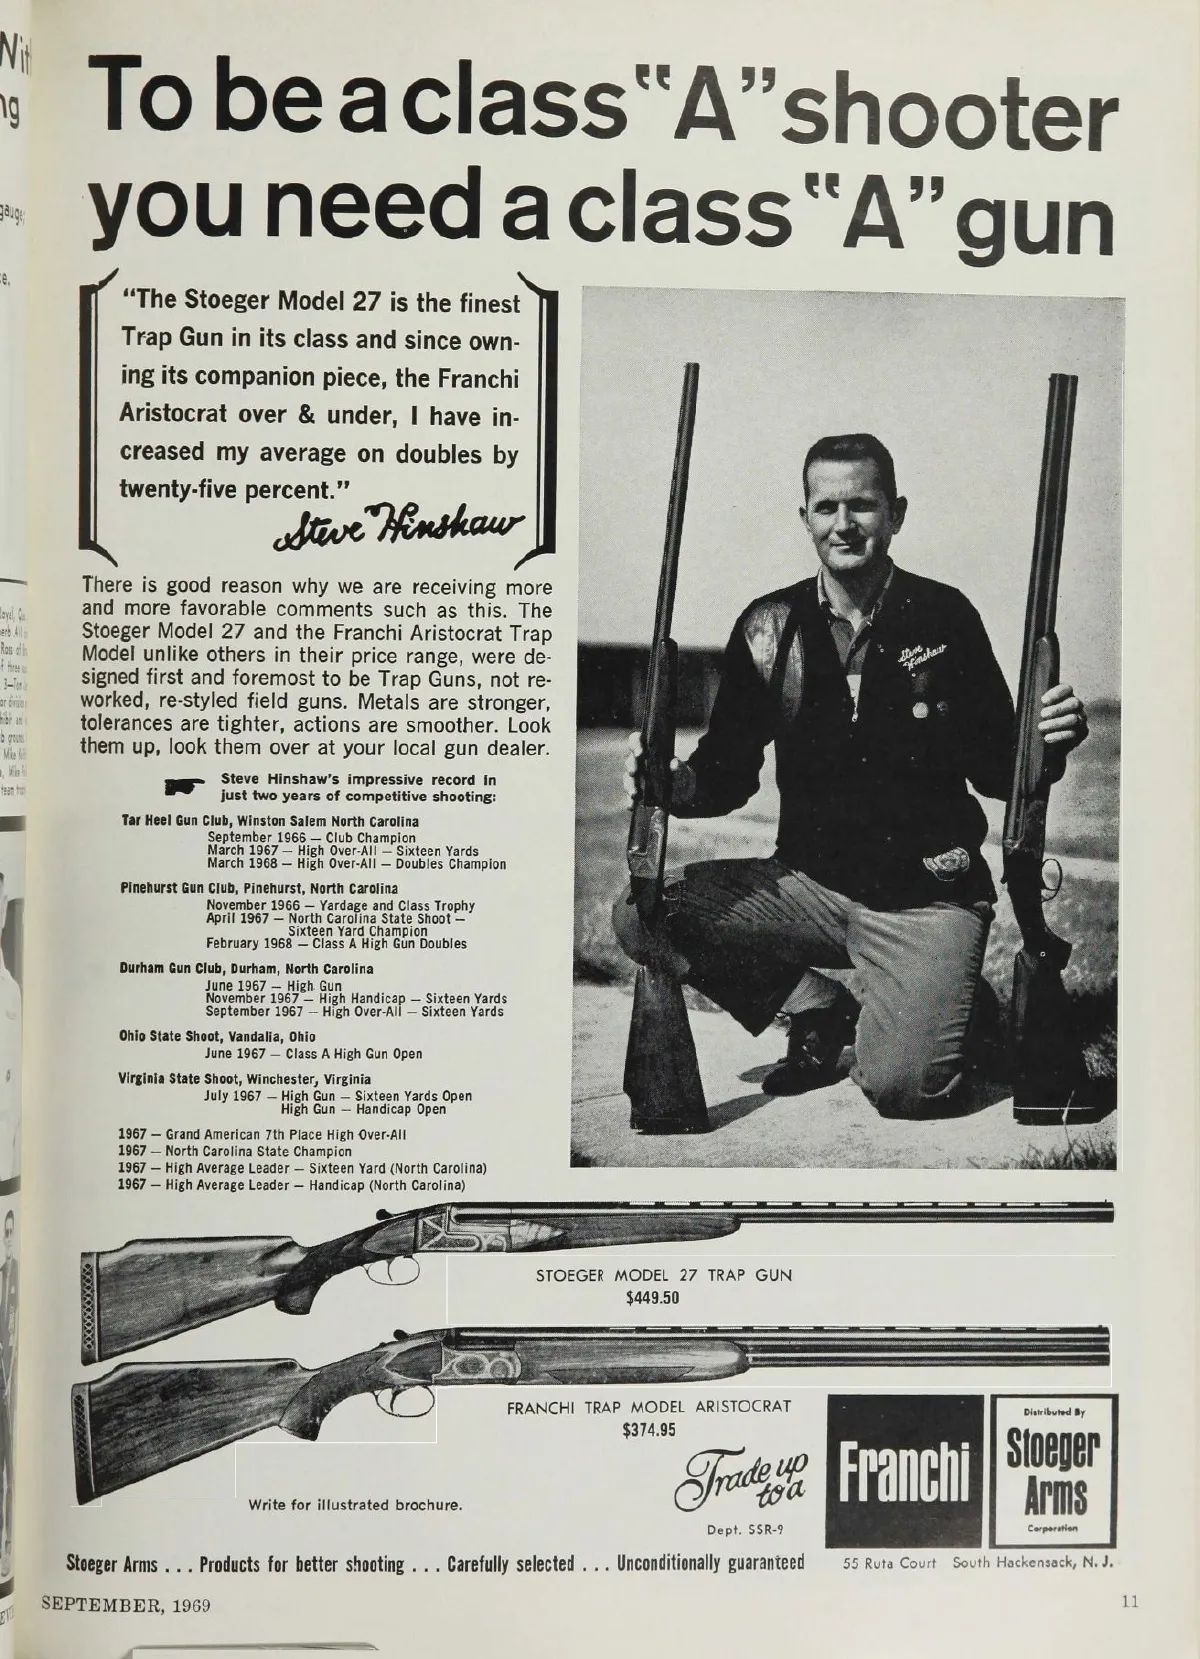 To be a class “A” shooter
you need a class “A” gun
“The Stoeger Model 27 is the finest
Trap Gun in its class and since own-
ing its companion piece, the Franchi
Aristocrat over & under, I have in-
creased my average on doubles by
twenty-five percent.”
Steve Hinshaw
There is good reason why we are receiving more
and more favorable comments such as this. The
Stoeger Model 27 and the Franchi Aristocrat Trap
Model unlike others in their price range, were de-
signed first and foremost to be Trap Guns, not re-
worked, re-styled field guns. Metals are stronger,
tolerances are tighter, actions are smoother. Look
them up, look them over at your local gun dealer.
Steve Hinshaw's impressive record in
just two years of competitive shooting:
Tar Heel Gun Club, Winston Salem North Carolina
September 1966 — Club Champion
March 1967 — High Over-All — Sixteen Yards
March 1968 — High Over-All — Doubles Champion
Pinehurst Gun Club, Pinehurst, North Carolina
November 1966 — Yardage and Class Trophy
April 1967 — North Carolina State Shoot —
Sixteen Yard Champion
February 1968 — Class A High Gun Doubles
Durham Gun Club, Durham, North Carolina
June 1967 — High Gun
November 1967 — High Handicap — Sixteen Yards
September 1967 — High Over-All — Sixteen Yards
Ohio State Shoot, Vandalia, Ohio
June 1967 — Class A High Gun Open
Virginia State Shoot, Winchester, Virginia
July 1967 — High Gun — Sixteen Yards Open
High Gun — Handicap Open
1967 — Grand American 7th Place High Over-All
1967 — North Carolina State Champion
1967 — High Average Leader — Sixteen Yard (North Carolina)
1967 — High Average Leader — Handicap (North Carolina)
Steve
Hinshaw
STOEGER MODEL 27 TRAP GUN
$449.50
FRANCHI TRAP MODEL ARISTOCRAT
$374.95
Trade up
to a
Franchi
Distributed By
Stoeger
Arms
Corporation
Write for illustrated brochure.
Dept. SSR-9
Stoeger Arms . . . Products for better shooting . . . Carefully selected . . . Unconditionally guaranteed
55 Ruta Court South Hackensack, N. J.
SEPTEMBER, 1969
11